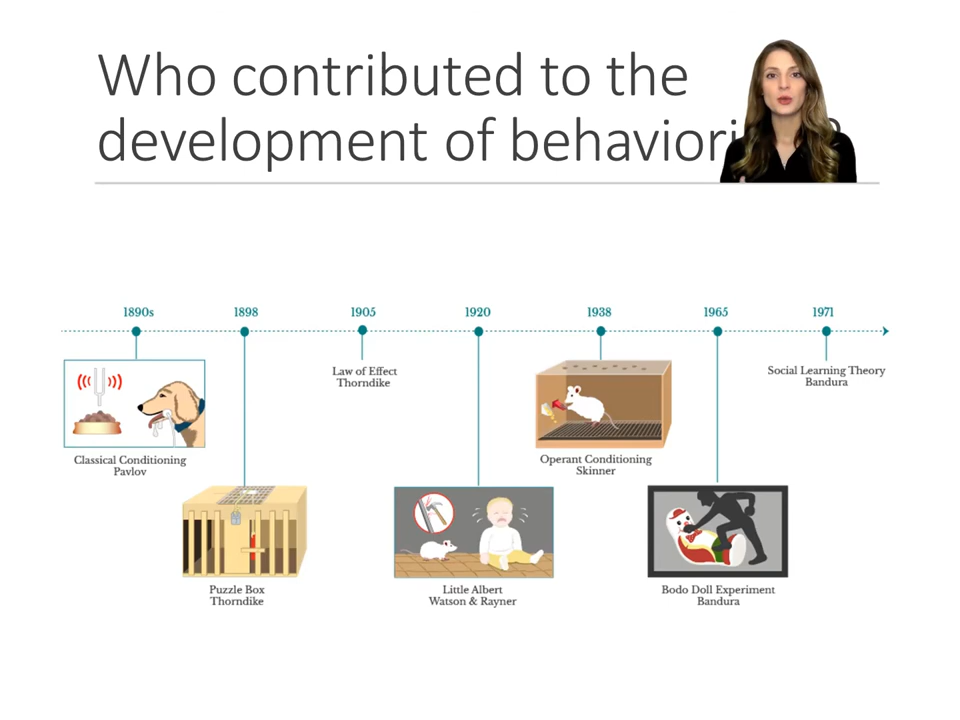 Who contributed to the
development of
1890s
1898
1905
1920
1938
1965
1971
Classical Conditioning
Pavlov
Puzzle Box
Thorndike
Law of Effect
Thorndike
Little Albert
Watson & Rayner
Operant Conditioning
Skinner
Bodo Doll Experiment
Bandura
Social Learning Theory
Bandura